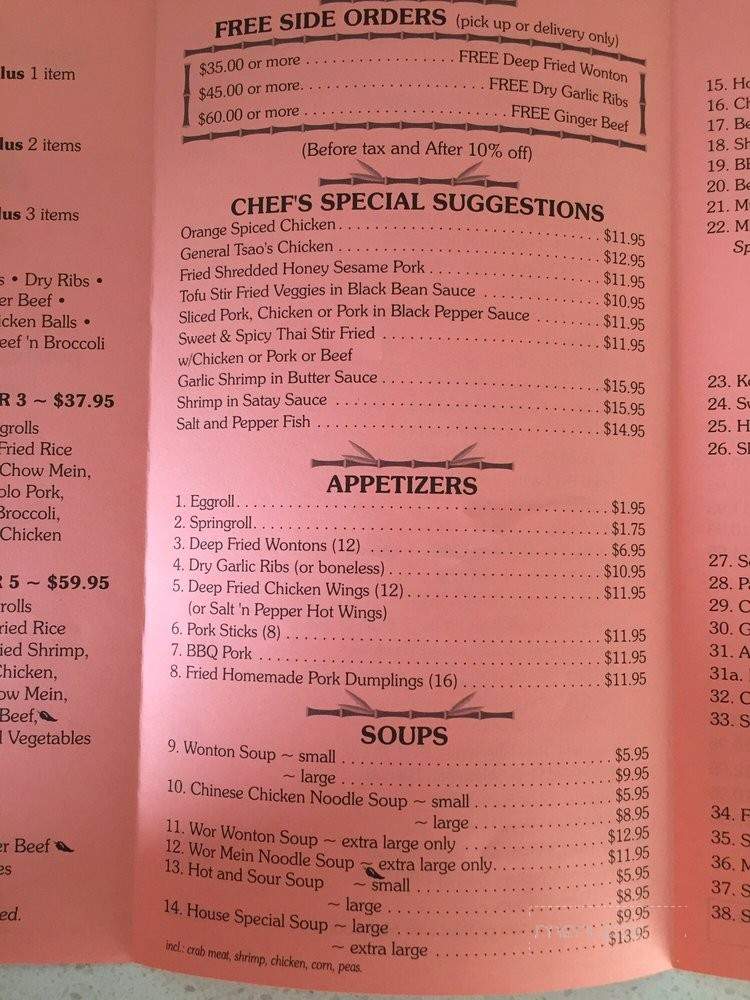 lus 1 item
lus 2 items
lus 3 items
s • Dry Ribs •
er Beef •
icken Balls •
eef 'n Broccoli
R 3 ~ $37.95
grolls
Fried Rice
Chow Mein,
olo Pork,
Broccoli,
Chicken
R 5 ~ $59.95
rolls
ried Rice
ied Shrimp,
Chicken,
ow Mein,
Beef,
l Vegetables
er Beef
es
ed.
FREE SIDE ORDERS (pick up or delivery only)
$35.00 or more . . . . . . . . . . . . . . . . . . . FREE Deep Fried Wonton
$45.00 or more. . . . . . . . . . . . . . . . . . . . . . . FREE Dry Garlic Ribs
$60.00 or more . . . . . . . . . . . . . . . . . . . . . . . . . FREE Ginger Beef
(Before tax and After 10% off)
CHEF'S SPECIAL SUGGESTIONS
Orange Spiced Chicken. . . . . . . . . . . . . . . . . . . . . . . . . . . . . . . $11.95
General Tsao's Chicken . . . . . . . . . . . . . . . . . . . . . . . . . . . . . . . $12.95
Fried Shredded Honey Sesame Pork . . . . . . . . . . . . . . . . . . . . $11.95
Tofu Stir Fried Veggies in Black Bean Sauce . . . . . . . . . . . . . . $10.95
Sliced Pork, Chicken or Pork in Black Pepper Sauce . . . . . . . . $11.95
Sweet & Spicy Thai Stir Fried . . . . . . . . . . . . . . . . . . . . . . . . . . $11.95
w/Chicken or Pork or Beef
Garlic Shrimp in Butter Sauce . . . . . . . . . . . . . . . . . . . . . . . . . . $15.95
Shrimp in Satay Sauce . . . . . . . . . . . . . . . . . . . . . . . . . . . . . . . $15.95
Salt and Pepper Fish . . . . . . . . . . . . . . . . . . . . . . . . . . . . . . . . . $14.95
APPETIZERS
1. Eggroll. . . . . . . . . . . . . . . . . . . . . . . . . . . . . . . . . . . . . . . . . . . $1.95
2. Springroll. . . . . . . . . . . . . . . . . . . . . . . . . . . . . . . . . . . . . . . . . $1.75
3. Deep Fried Wontons (12) . . . . . . . . . . . . . . . . . . . . . . . . . . . $6.95
4. Dry Garlic Ribs (or boneless) . . . . . . . . . . . . . . . . . . . . . . . . . $10.95
5. Deep Fried Chicken Wings (12) . . . . . . . . . . . . . . . . . . . . . . . $11.95
(or Salt 'n Pepper Hot Wings)
6. Pork Sticks (8) . . . . . . . . . . . . . . . . . . . . . . . . . . . . . . . . . . . . $11.95
7. BBQ Pork . . . . . . . . . . . . . . . . . . . . . . . . . . . . . . . . . . . . . . . $11.95
8. Fried Homemade Pork Dumplings (16) . . . . . . . . . . . . . . . . . $11.95
SOUPS
9. Wonton Soup ~ small . . . . . . . . . . . . . . . . . . . . . . . . . . . . . . $5.95
~ large . . . . . . . . . . . . . . . . . . . . . . . . . . . . . . $9.95
10. Chinese Chicken Noodle Soup ~ small . . . . . . . . . . . . . . . . $5.95
~ large . . . . . . . . . . . . . . . . $8.95
11. Wor Wonton Soup ~ extra large only . . . . . . . . . . . . . . . . . $12.95
12. Wor Mein Noodle Soup ~ extra large only. . . . . . . . . . . . . $11.95
13. Hot and Sour Soup ~ small . . . . . . . . . . . . . . . . . . . . . . . . $5.95
~ large . . . . . . . . . . . . . . . . . . . . . . . . . . . $8.95
14. House Special Soup ~ large . . . . . . . . . . . . . . . . . . . . . . . . $9.95
~ extra large . . . . . . . . . . . . . . . . . . . . $13.95
incl.: crab meat, shrimp, chicken, corn, peas.
15. Ho
16. Ch
17. Be
18. Sh
19. BB
20. Be
21. M
22. M
Sp
23. K
24. Sw
25. H
26. S
27. S
28. P
29. C
30. G
31. A
31a.
32. C
33. S
34. F
35. S
36. M
37. S
38. S